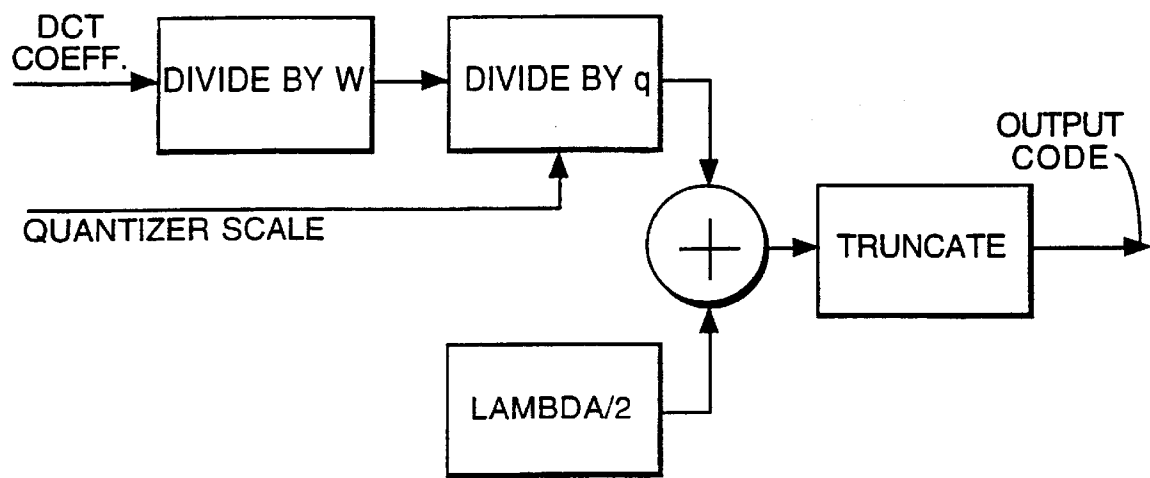 DCT
COEFF.
DIVIDE BY W
DIVIDE BY q
OUTPUT
CODE
QUANTIZER SCALE
TRUNCATE
LAMBDA/2